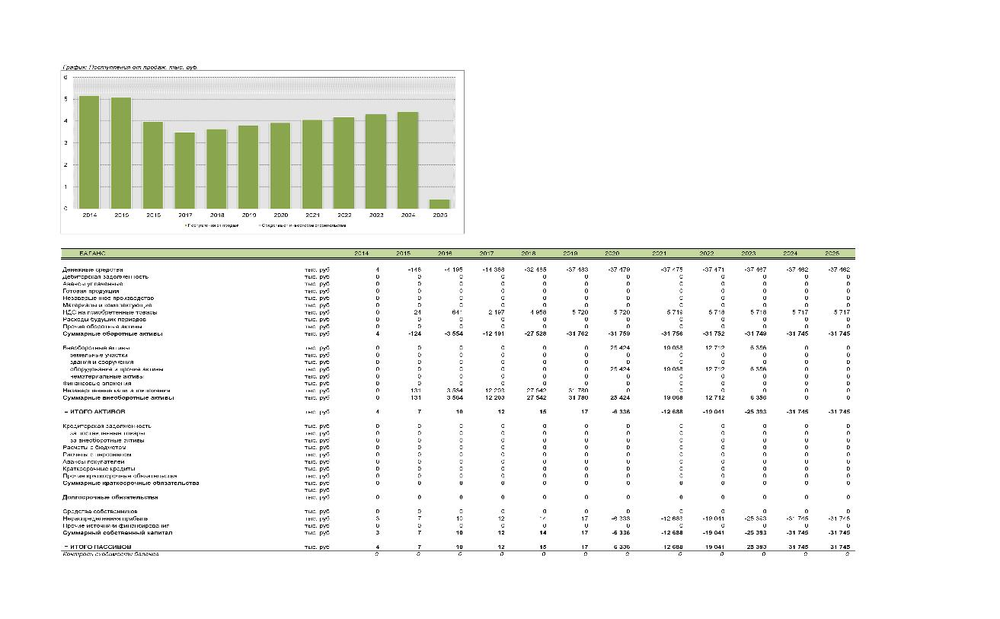 График: Поступления от продаж, тыс. руб.
6
5
4
3
2
1
0
2014 2015 2016 2017 2018 2019 2020 2021 2022 2023 2024 2025
Поступления от продаж Средства от инвесторов строительства
БАЛАНС 2014 2015 2016 2017 2018 2019 2020 2021 2022 2023 2024 2025
Денежные средства тыс. руб 4 -148 -4 195 -14 388 -32 485 -37 483 -37 479 -37 475 -37 471 -37 467 -37 462 -37 462
Дебиторская задолженность тыс. руб 0 0 0 0 0 0 0 0 0 0 0 0
Авансы уплаченные тыс. руб 0 0 0 0 0 0 0 0 0 0 0 0
Готовая продукция тыс. руб 0 0 0 0 0 0 0 0 0 0 0 0
Незавершенное производство тыс. руб 0 0 0 0 0 0 0 0 0 0 0 0
Материалы и комплектующие тыс. руб 0 0 0 0 0 0 0 0 0 0 0 0
НДС на приобретенные товары тыс. руб 0 24 641 2 197 4 958 5 720 5 720 5 719 5 718 5 718 5 717 5 717
Расходы будущих периодов тыс. руб 0 0 0 0 0 0 0 0 0 0 0 0
Прочие оборотные активы тыс. руб 0 0 0 0 0 0 0 0 0 0 0 0
Суммарные оборотные активы тыс. руб 4 -124 -3 554 -12 191 -27 528 -31 762 -31 759 -31 756 -31 752 -31 749 -31 745 -31 745
Внеоборотные активы тыс. руб 0 0 0 0 0 0 25 424 19 068 12 712 6 356 0 0
земельные участки тыс. руб 0 0 0 0 0 0 0 0 0 0 0 0
здания и сооружения тыс. руб 0 0 0 0 0 0 0 0 0 0 0 0
оборудование и прочие активы тыс. руб 0 0 0 0 0 0 25 424 19 068 12 712 6 356 0 0
нематериальные активы тыс. руб 0 0 0 0 0 0 0 0 0 0 0 0
Финансовые вложения тыс. руб 0 0 0 0 0 0 0 0 0 0 0 0
Незавершенные капиталовложения тыс. руб 0 131 3 564 12 203 27 542 31 780 0 0 0 0 0 0
Суммарные внеоборотные активы тыс. руб 0 131 3 564 12 203 27 542 31 780 25 424 19 068 12 712 6 356 0 0
= ИТОГО АКТИВОВ тыс. руб 4 7 10 12 15 17 -6 336 -12 688 -19 041 -25 393 -31 745 -31 745
Кредиторская задолженность тыс. руб 0 0 0 0 0 0 0 0 0 0 0 0
за поставленные товары тыс. руб 0 0 0 0 0 0 0 0 0 0 0 0
за внеоборотные активы тыс. руб 0 0 0 0 0 0 0 0 0 0 0 0
Расчеты с бюджетом тыс. руб 0 0 0 0 0 0 0 0 0 0 0 0
Расчеты с персоналом тыс. руб 0 0 0 0 0 0 0 0 0 0 0 0
Авансы покупателей тыс. руб 0 0 0 0 0 0 0 0 0 0 0 0
Краткосрочные кредиты тыс. руб 0 0 0 0 0 0 0 0 0 0 0 0
Прочие краткосрочные обязательства тыс. руб 0 0 0 0 0 0 0 0 0 0 0 0
Суммарные краткосрочные обязательства тыс. руб 0 0 0 0 0 0 0 0 0 0 0 0
тыс. руб
Долгосрочные обязательства тыс. руб 0 0 0 0 0 0 0 0 0 0 0 0
Средства собственников тыс. руб 0 0 0 0 0 0 0 0 0 0 0 0
Нераспределенная прибыль тыс. руб 3 7 10 12 14 17 -6 336 -12 688 -19 041 -25 393 -31 745 -31 745
Прочие источники финансирования тыс. руб 0 0 0 0 0 0 0 0 0 0 0 0
Суммарный собственный капитал тыс. руб 3 7 10 12 14 17 -6 336 -12 688 -19 041 -25 393 -31 745 -31 745
= ИТОГО ПАССИВОВ тыс. руб 4 7 10 12 15 17 -6 336 -12 688 -19 041 -25 393 -31 745 -31 745
Контроль сходимости баланса 0 0 0 0 0 0 0 0 0 0 0 0